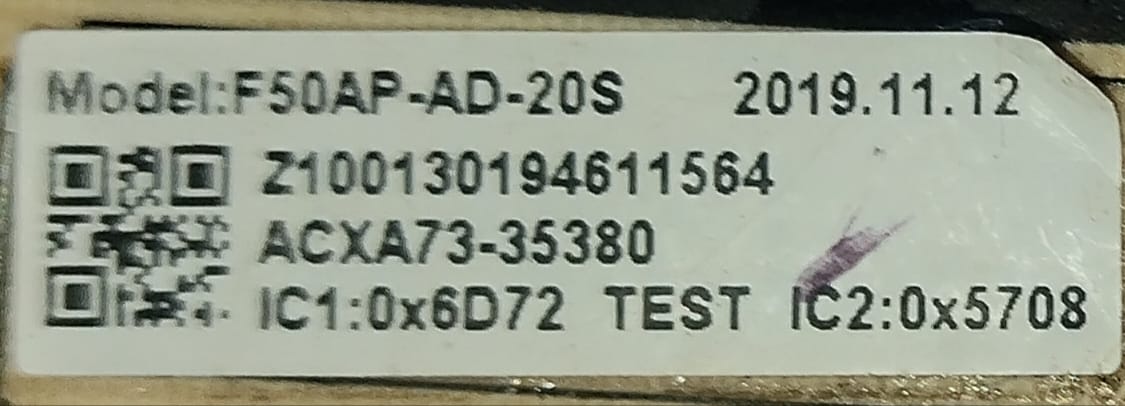 Model:F50AP-AD-20S 2019.11.12
Z100130194611564
ACXA73-35380
IC1:0x6D72 TEST IC2:0x5708